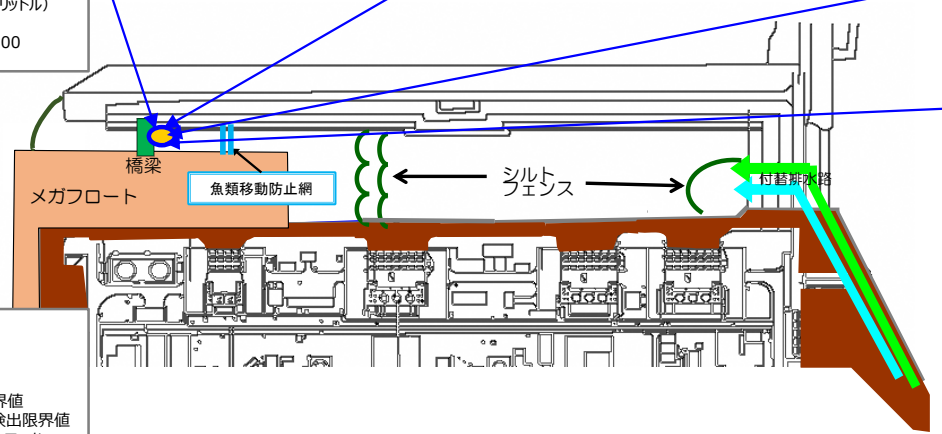 リットル）
00
橋梁
メガフロート
魚類移動防止網
シルト
フェンス
付替排水路
界値
検出限界値